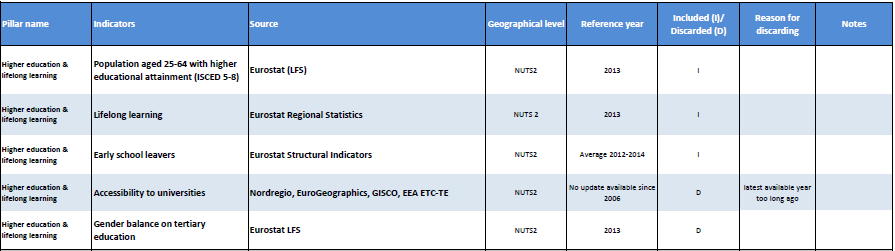 Pillar name Indicators Source Geographical level Reference year Included (I)/ Reason for Notes
Discarded (D) discarding
Higher education & Population aged 25-64 with higher Eurostat (LFS) NUTS2 2013 I
lifelong learning educational attainment (ISCED 5-8)
Higher education & Lifelong learning Eurostat Regional Statistics NUTS 2 2013 I
lifelong learning
Higher education & Early school leavers Eurostat Structural Indicators NUTS2 Average 2012-2014 I
lifelong learning
Higher education & Accessibility to universities Nordregio, EuroGeographics, GISCO, EEA ETC-TE NUTS2 No update available since D latest available year
lifelong learning 2006 too long ago
Higher education & Gender balance on tertiary Eurostat LFS NUTS2 2013 D
lifelong learning education